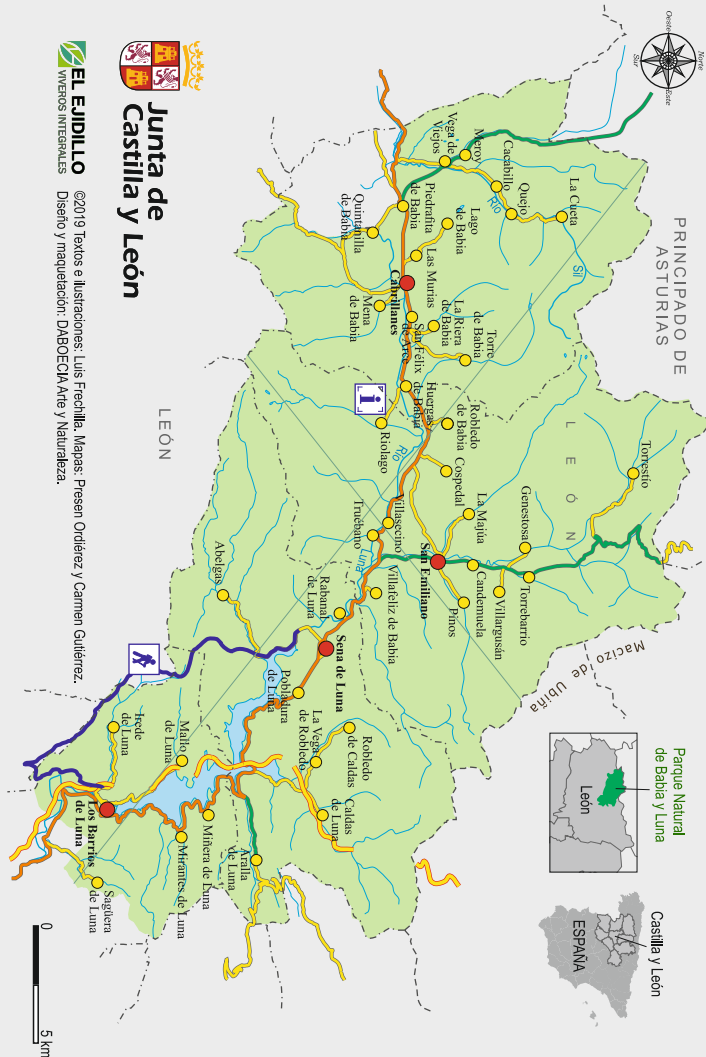 Norte
Oeste
Este
Sur
PRINCIPADO DE
ASTURIAS
La Cueta
Quejo
Cacabillo
Meroy
Vega de
Viejos
Río
Sil
Piedrafita
de Babia
Quintanilla
de Babia
Lago
de Babia
Las Murias
Cabrillanes
Mena
de Babia
La Riera
de Babia
San Félix
de Arce
Torre
de Babia
Huergas
de Babia
Riolago
Río
Robledo
de Babia
Cospedal
La Majúa
LEÓN
Torrestío
Genestosa
Torrebarrio
Villargusán
Candemuela
Pinos
San Emiliano
Villasecino
Truébano
Luna
Villafeliz de Babia
Macizo de Ubiña
Rabanal
de Luna
Sena de Luna
Abelgas
LEÓN
Pobladura
de Luna
La Vega
de Robledo
Robledo
de Caldas
Caldas
de Luna
Aralla
de Luna
Miñera de Luna
Mirantes de Luna
Mallo
de Luna
Irede
de Luna
Los Barrios
de Luna
Sagüera
de Luna
i
Parque Natural
de Babia y Luna
León
Castilla y León
ESPAÑA
0
5 km
Junta de
Castilla y León
EL EJIDILLO
VIVEROS INTEGRALES
©2019 Textos e ilustraciones: Luis Frechilla. Mapas: Presen Ordiérez y Carmen Gutiérrez.
Diseño y maquetación: DABOECIA Arte y Naturaleza.